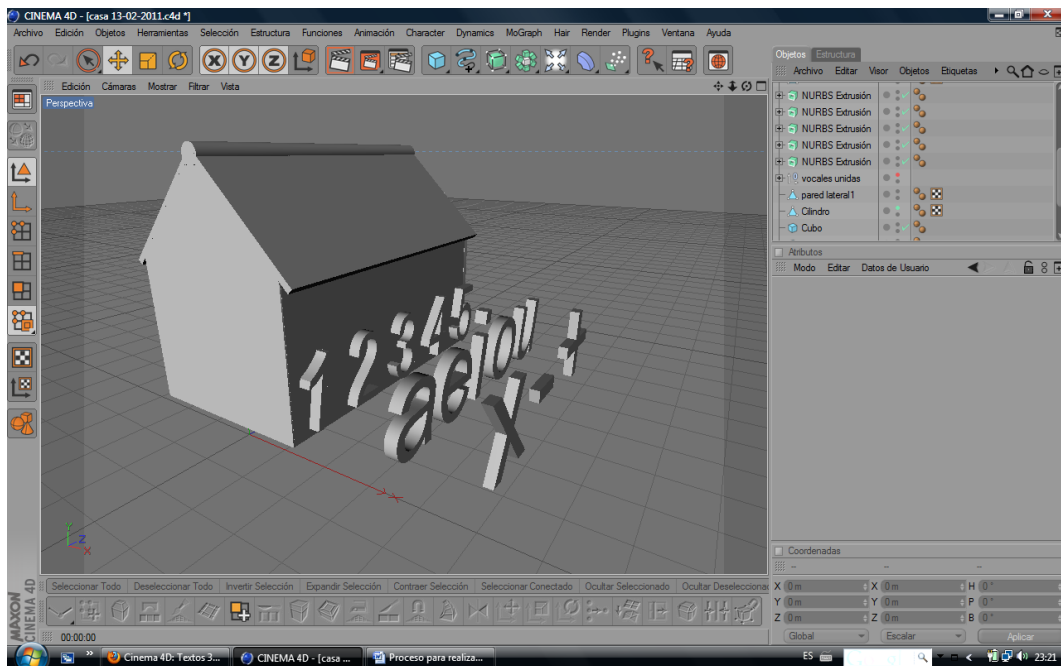 CINEMA 4D - [casa 13-02-2011.c4d *]
Archivo Edición Objetos Herramientas Selección Estructura Funciones Animación Character Dynamics MoGraph Hair Render Plugins Ventana Ayuda
Objetos Estructura
Archivo Editar Visor Objetos Etiquetas
Edición Cámaras Mostrar Filtrar Vista
Perspectiva
NURBS Extrusión
NURBS Extrusión
NURBS Extrusión
NURBS Extrusión
NURBS Extrusión
vocales unidas
pared lateral1
Cilindro
Cubo
Atributos
Modo Editar Datos de Usuario
1 2 3 4 5 - +
a e i o u
X -
Y
Z
X
Coordenadas
-- -- --
X 0 m X 0 m H 0 °
Y 0 m Y 0 m P 0 °
Z 0 m Z 0 m B 0 °
Global Escalar Aplicar
Seleccionar Todo Deseleccionar Todo Invertir Selección Expandir Selección Contraer Selección Seleccionar Conectado Ocultar Seleccionado Ocultar Deseleccionad
MAXON
CINEMA 4D
00:00:00
Cinema 4D: Textos 3... CINEMA 4D - [casa ... Proceso para realiza... ES 23:21